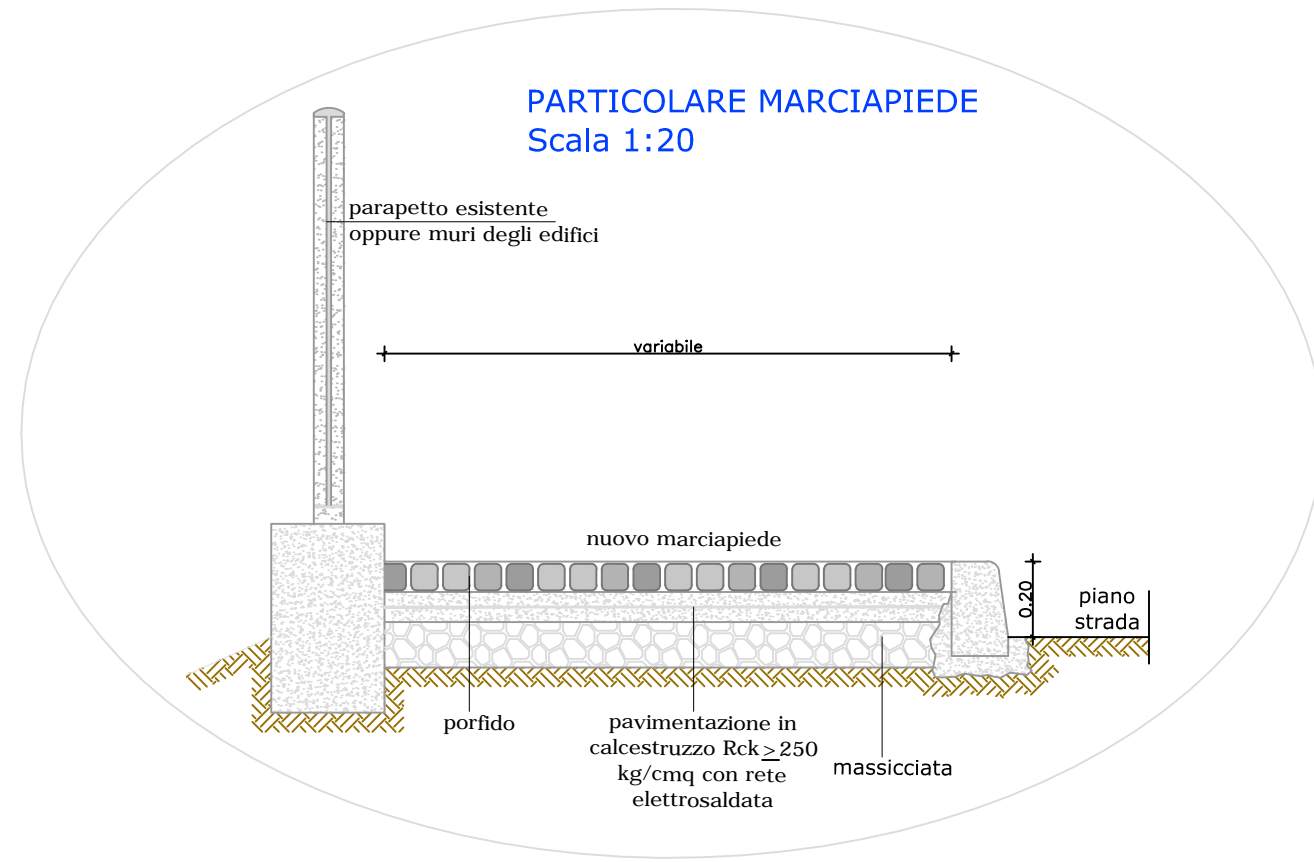 PARTICOLARE MARCIAPIEDE
Scala 1:20
parapetto esistente
oppure muri degli edifici
variabile
nuovo marciapiede
0.20
piano
strada
porfido
pavimentazione in
calcestruzzo Rck ≥250
kg/cmq con rete
elettrosaldata
massicciata